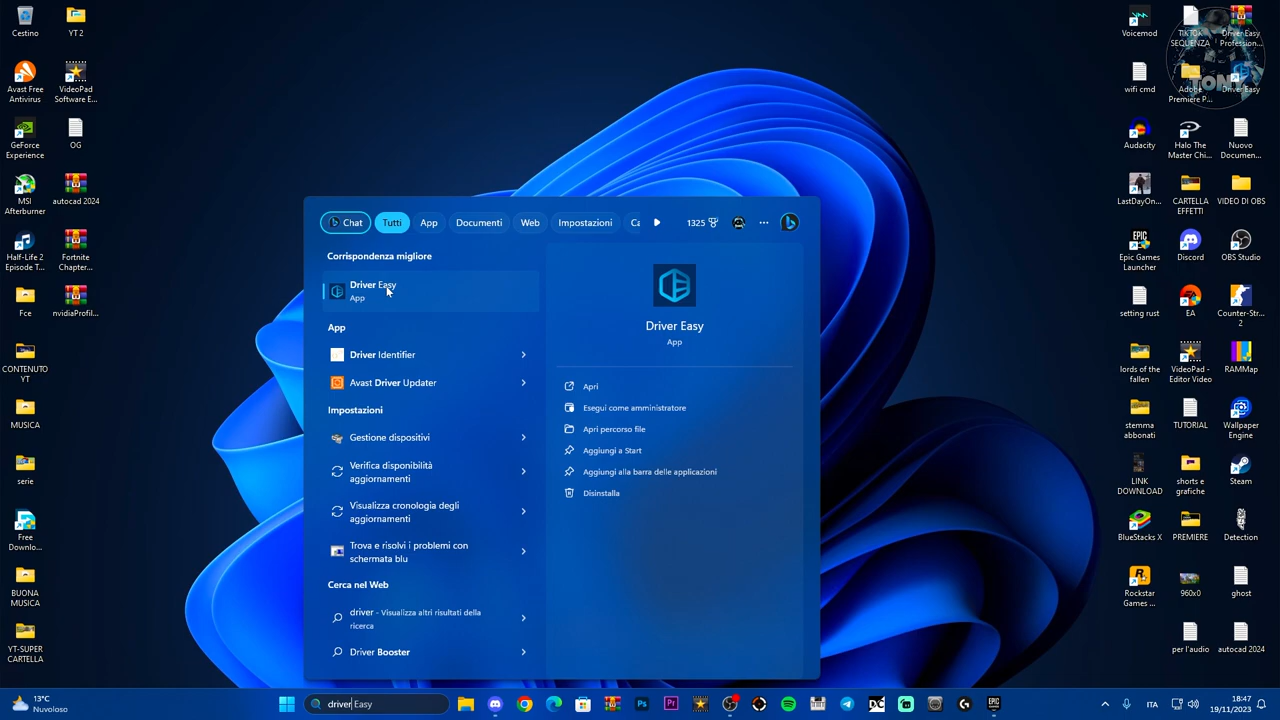 Cestino
YT 2
Avast Free
Antivirus
VideoPad
Software E...
GeForce
Experience
OG
MSI
Afterburner
autocad 2024
Half-Life 2
Episode T...
Fortnite
Chapter...
Fce
nvidiaProfil...
CONTENUTO
YT
MUSICA
serie
Free
Downlo...
BUONA
MUSICA
YT-SUPER
CARTELLA
Chat
Tutti
App
Documenti
Web
Impostazioni
Ca
1325
Corrispondenza migliore
Driver Easy
App
App
Driver Identifier
Avast Driver Updater
Impostazioni
Gestione dispositivi
Verifica disponibilità
aggiornamenti
Visualizza cronologia degli
aggiornamenti
Trova e risolvi i problemi con
schermata blu
Cerca nel Web
driver - Visualizza altri risultati della
ricerca
Driver Booster
Driver Easy
App
Apri
Esegui come amministratore
Apri percorso file
Aggiungi a Start
Aggiungi alla barra delle applicazioni
Disinstalla
Voicemod
TIKTOK
SEQUENZA
Driver Easy
Profession...
wifi cmd
Adobe
Premiere P...
Driver Easy
TONY
Audacity
Halo The
Master Chi...
Nuovo
Documen...
LastDayOn...
CARTELLA
EFFETTI
VIDEO DI OBS
Epic Games
Launcher
Discord
OBS Studio
setting rust
EA
Counter-Str...
2
lords of the
fallen
VideoPad -
Editor Video
RAMMap
stemma
abbonati
TUTORIAL
Wallpaper
Engine
LINK
DOWNLOAD
shorts e
grafiche
Steam
BlueStacks X
PREMIERE
Detection
Rockstar
Games ...
960x0
ghost
per l'audio
autocad 2024
13°C
Nuvoloso
driver Easy
ITA
18:47
19/11/2023